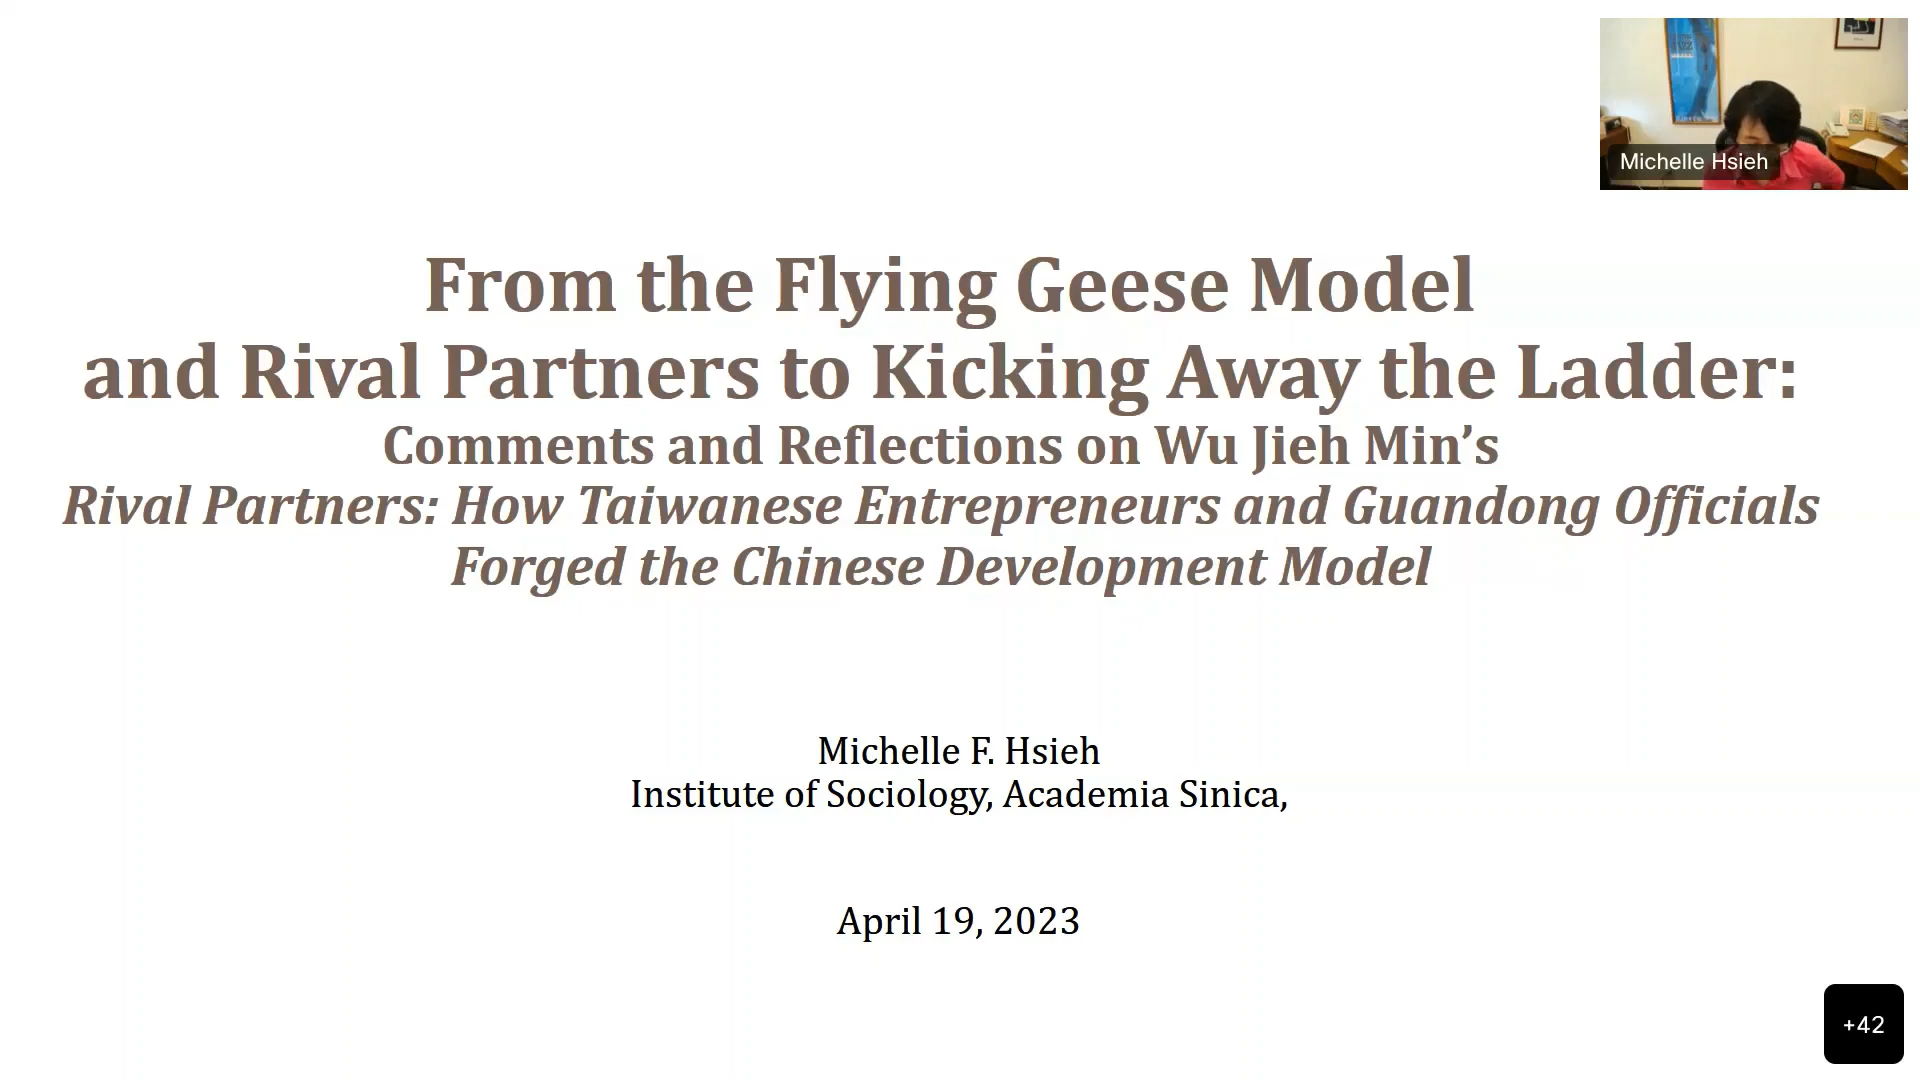 Michelle Hsieh
From the Flying Geese Model
and Rival Partners to Kicking Away the Ladder:
Comments and Reflections on Wu Jieh Min’s
Rival Partners: How Taiwanese Entrepreneurs and Guandong Officials
Forged the Chinese Development Model
Michelle F. Hsieh
Institute of Sociology, Academia Sinica,
April 19, 2023
+42